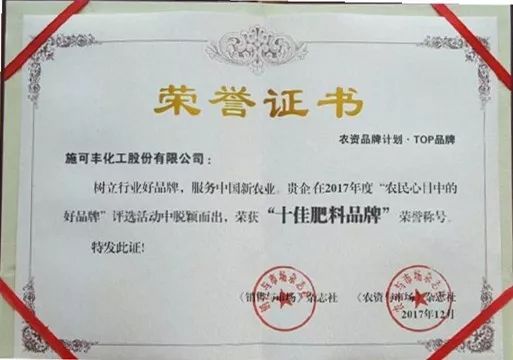 荣誉证书
农资品牌计划·TOP品牌
施可丰化工股份有限公司：
树立行业好品牌，服务中国新农业。贵企在2017年度“农民心目中的
好品牌”评选活动中脱颖而出，荣获“十佳肥料品牌”荣誉称号。
特发此证!
《销售与市场》杂志社
《农资与市场》杂志社
2017年12月